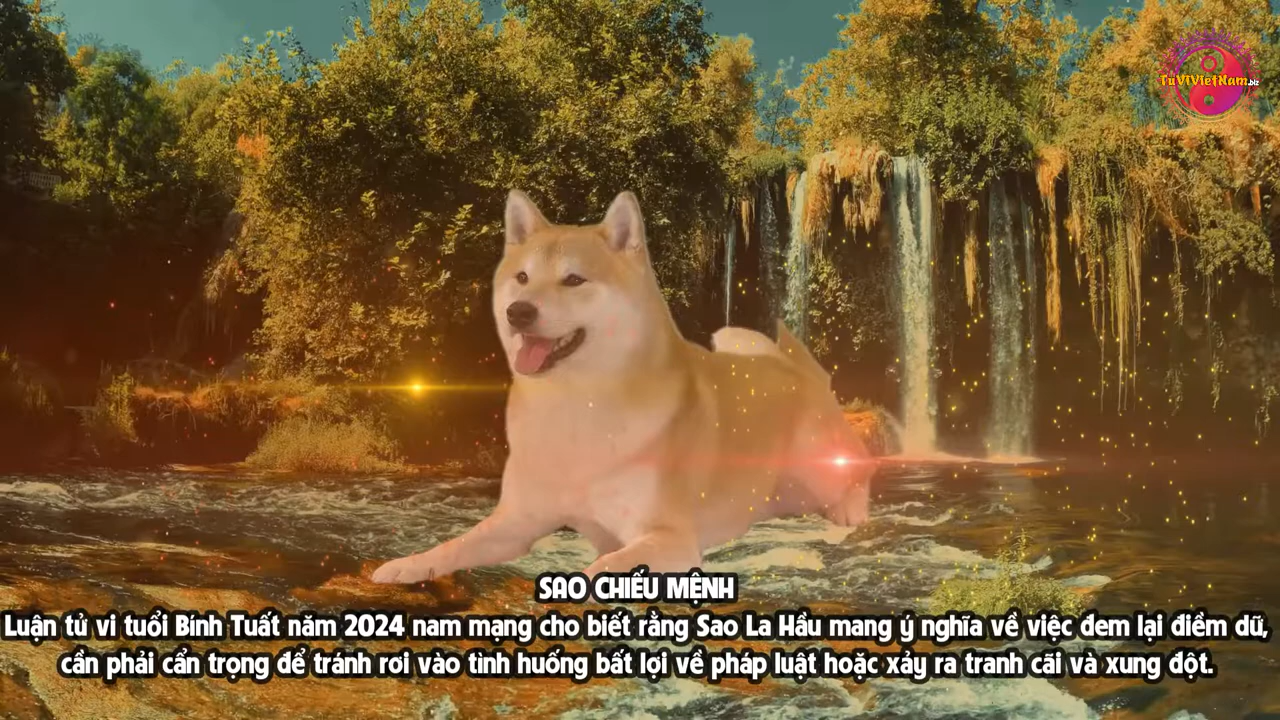 TuViVietNam.biz
SAO CHIẾU MỆNH
Luận tử vi tuổi Bính Tuất năm 2024 nam mạng cho biết rằng Sao La Hầu mang ý nghĩa về việc đem lại điềm dữ,
cần phải cẩn trọng để tránh rơi vào tình huống bất lợi về pháp luật hoặc xảy ra tranh cãi và xung đột.